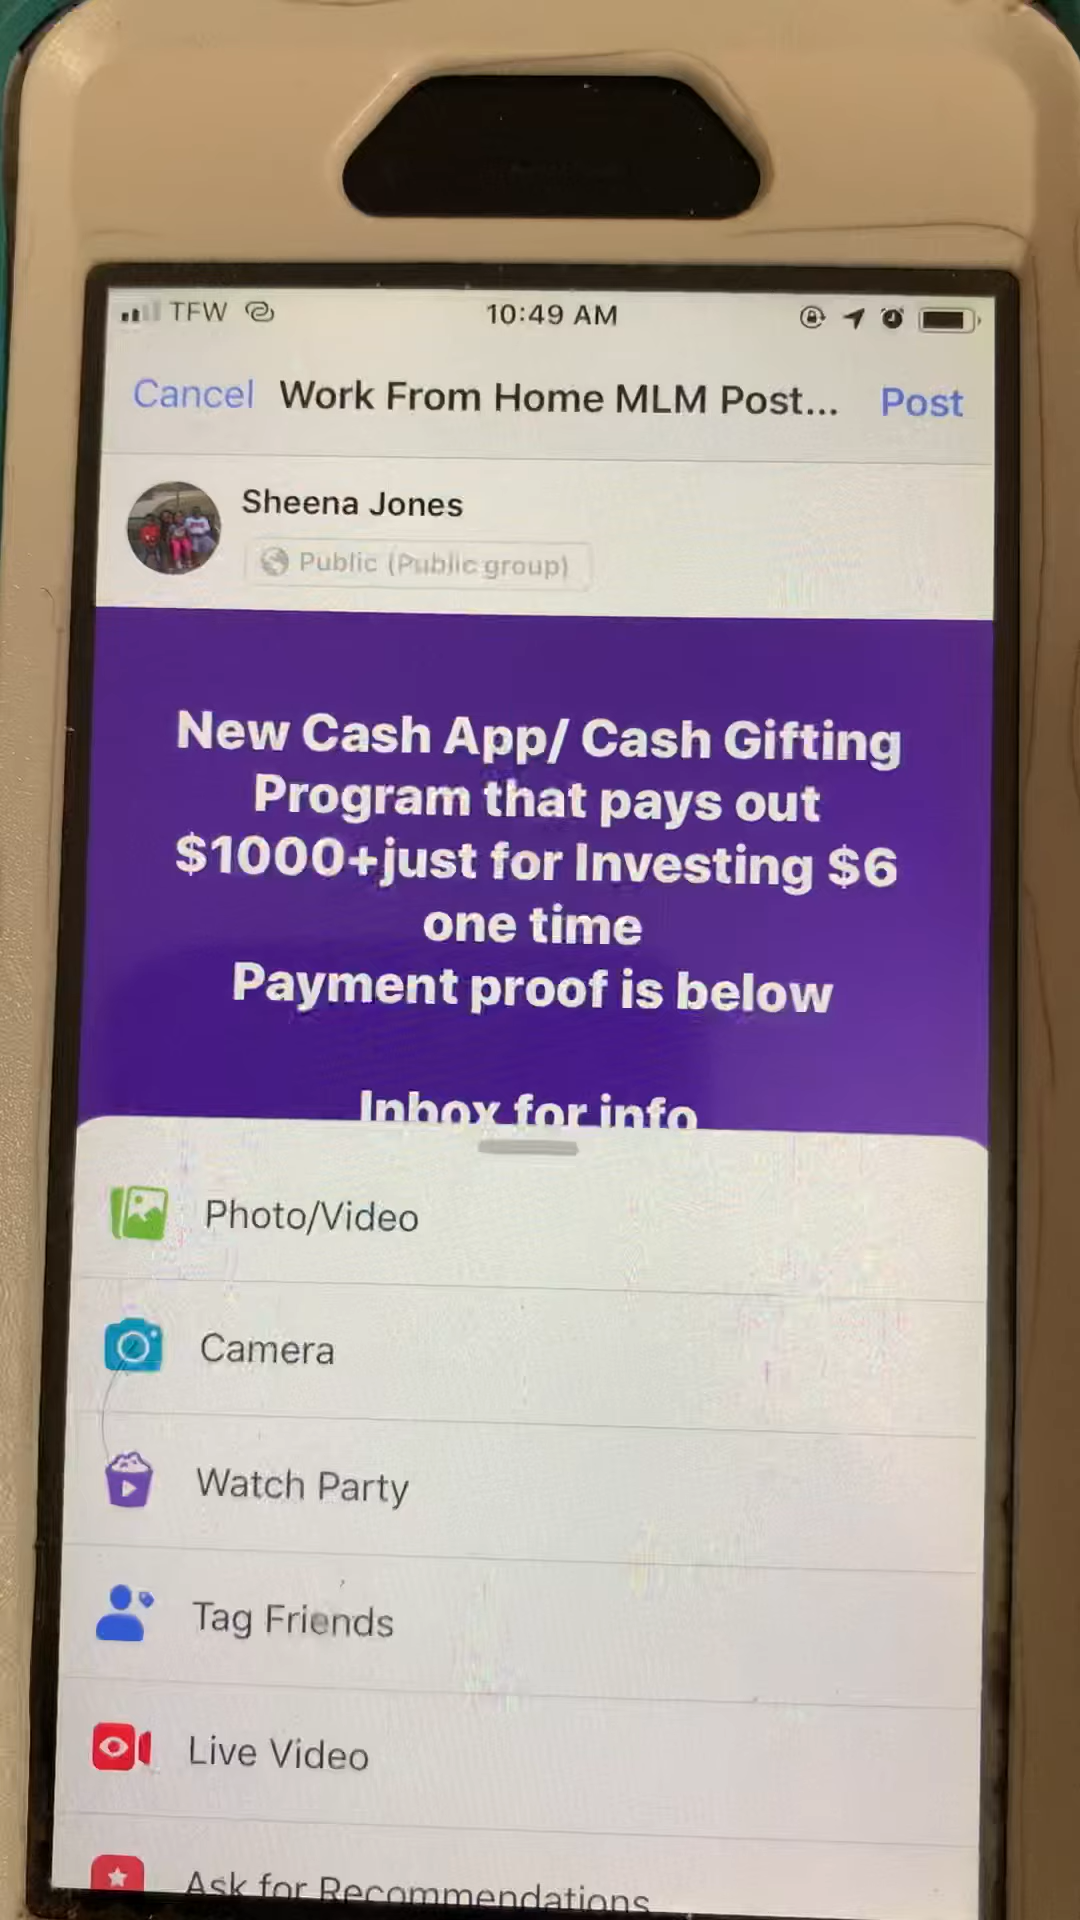 TFW
10:49 AM
Cancel Work From Home MLM Post... Post
Sheena Jones
Public (Public group)
New Cash App/ Cash Gifting
Program that pays out
$1000+just for Investing $6
one time
Payment proof is below
Inbox for info
Photo/Video
Camera
Watch Party
Tag Friends
Live Video
Ask for Recommendations